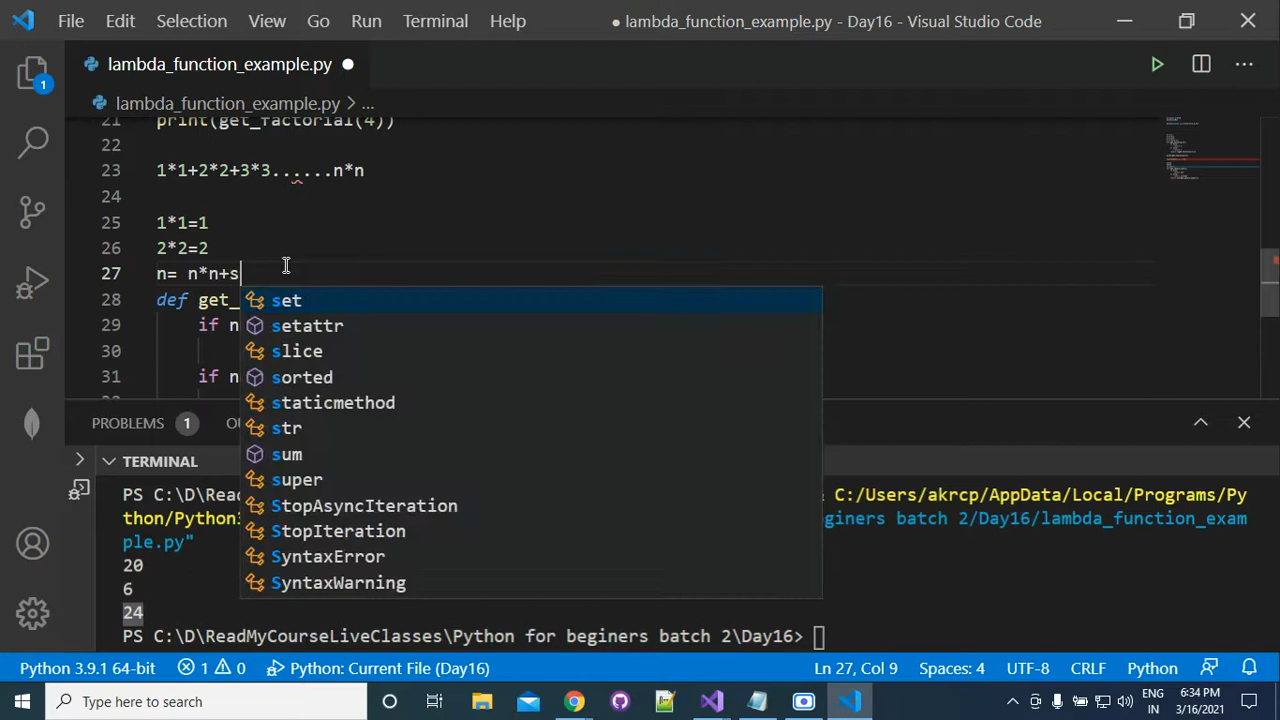 File Edit Selection View Go Run Terminal Help
● lambda_function_example.py - Day16 - Visual Studio Code
1
lambda_function_example.py ●
lambda_function_example.py > ...
21 print(get_factorial(4))
22
23 1*1+2*2+3*3......n*n
24
25 1*1=1
26 2*2=2
27 n= n*n+s
28 def get_
29 if n
30
31 if n
set
setattr
slice
sorted
staticmethod
str
sum
super
StopAsyncIteration
StopIteration
SyntaxError
SyntaxWarning
PROBLEMS 1 OU
TERMINAL
PS C:\D\ReadM C:/Users/akrcp/AppData/Local/Programs/Py
thon/Python3 giners batch 2/Day16/lambda_function_exam
ple.py"
20
6
24
PS C:\D\ReadMyCourseLiveClasses\Python for beginers batch 2\Day16>
Python 3.9.1 64-bit 1 0 Python: Current File (Day16) Ln 27, Col 9 Spaces: 4 UTF-8 CRLF Python
Type here to search
ENG
IN
6:34 PM
3/16/2021